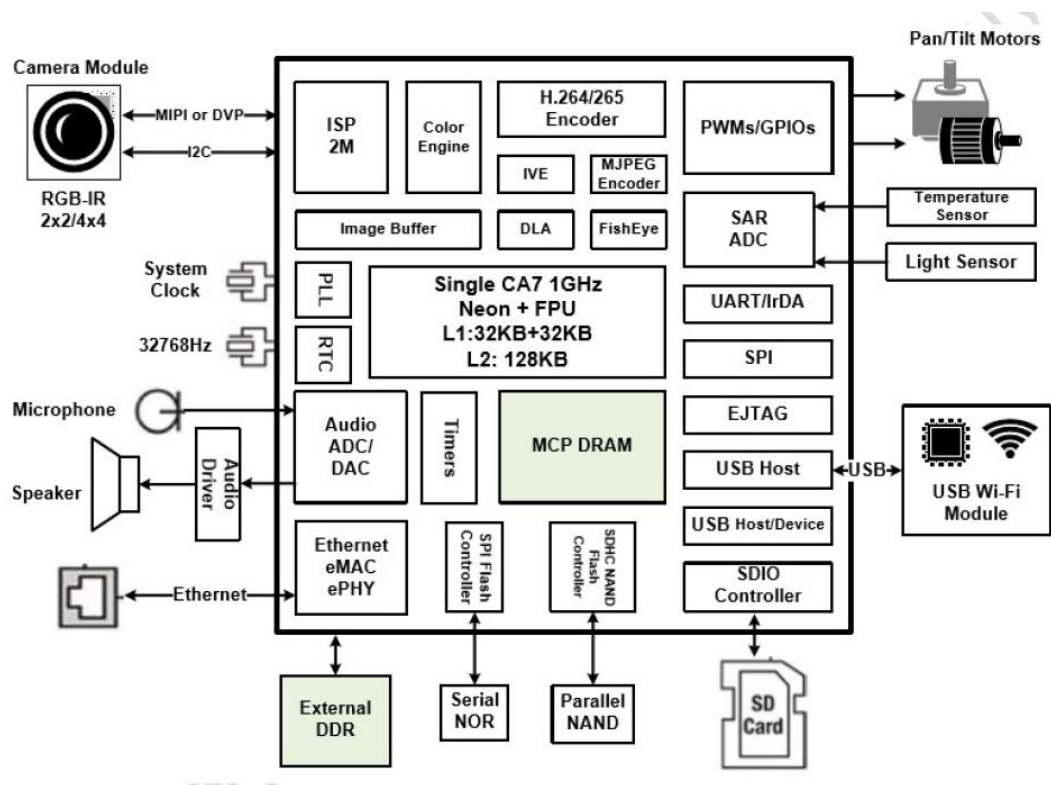 Pan/Tilt Motors
Camera Module
MIPI or DVP
I2C
RGB-IR
2x2/4x4
ISP
2M
Color
Engine
H.264/265
Encoder
IVE
MJPEG
Encoder
PWMs/GPIOs
Image Buffer
DLA
FishEye
SAR
ADC
Temperature
Sensor
Light Sensor
System
Clock
PLL
32768Hz
RTC
Single CA7 1GHz
Neon + FPU
L1:32KB+32KB
L2: 128KB
UART/IrDA
SPI
EJTAG
USB Host
USB
USB Wi-Fi
Module
USB Host/Device
SDIO
Controller
Microphone
Speaker
Audio
Driver
Audio
ADC/
DAC
Timers
MCP DRAM
Ethernet
Ethernet
eMAC
ePHY
SPI Flash
Controller
SDHC NAND
Flash
Controller
External
DDR
Serial
NOR
Parallel
NAND
SD
Card